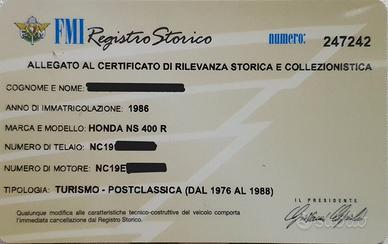 FMI Registro Storico
numero: 247242
ALLEGATO AL CERTIFICATO DI RILEVANZA STORICA E COLLEZIONISTICA
COGNOME E NOME:
ANNO DI IMMATRICOLAZIONE: 1986
MARCA E MODELLO: HONDA NS 400 R
NUMERO DI TELAIO: NC19
NUMERO DI MOTORE: NC19E
TIPOLOGIA: TURISMO - POSTCLASSICA (DAL 1976 AL 1988)
IL PRESIDENTE
Qualunque modifica alle caratteristiche tecnico-costruttive del veicolo comporta
l'immediata cancellazione dal Registro Storico.
subito